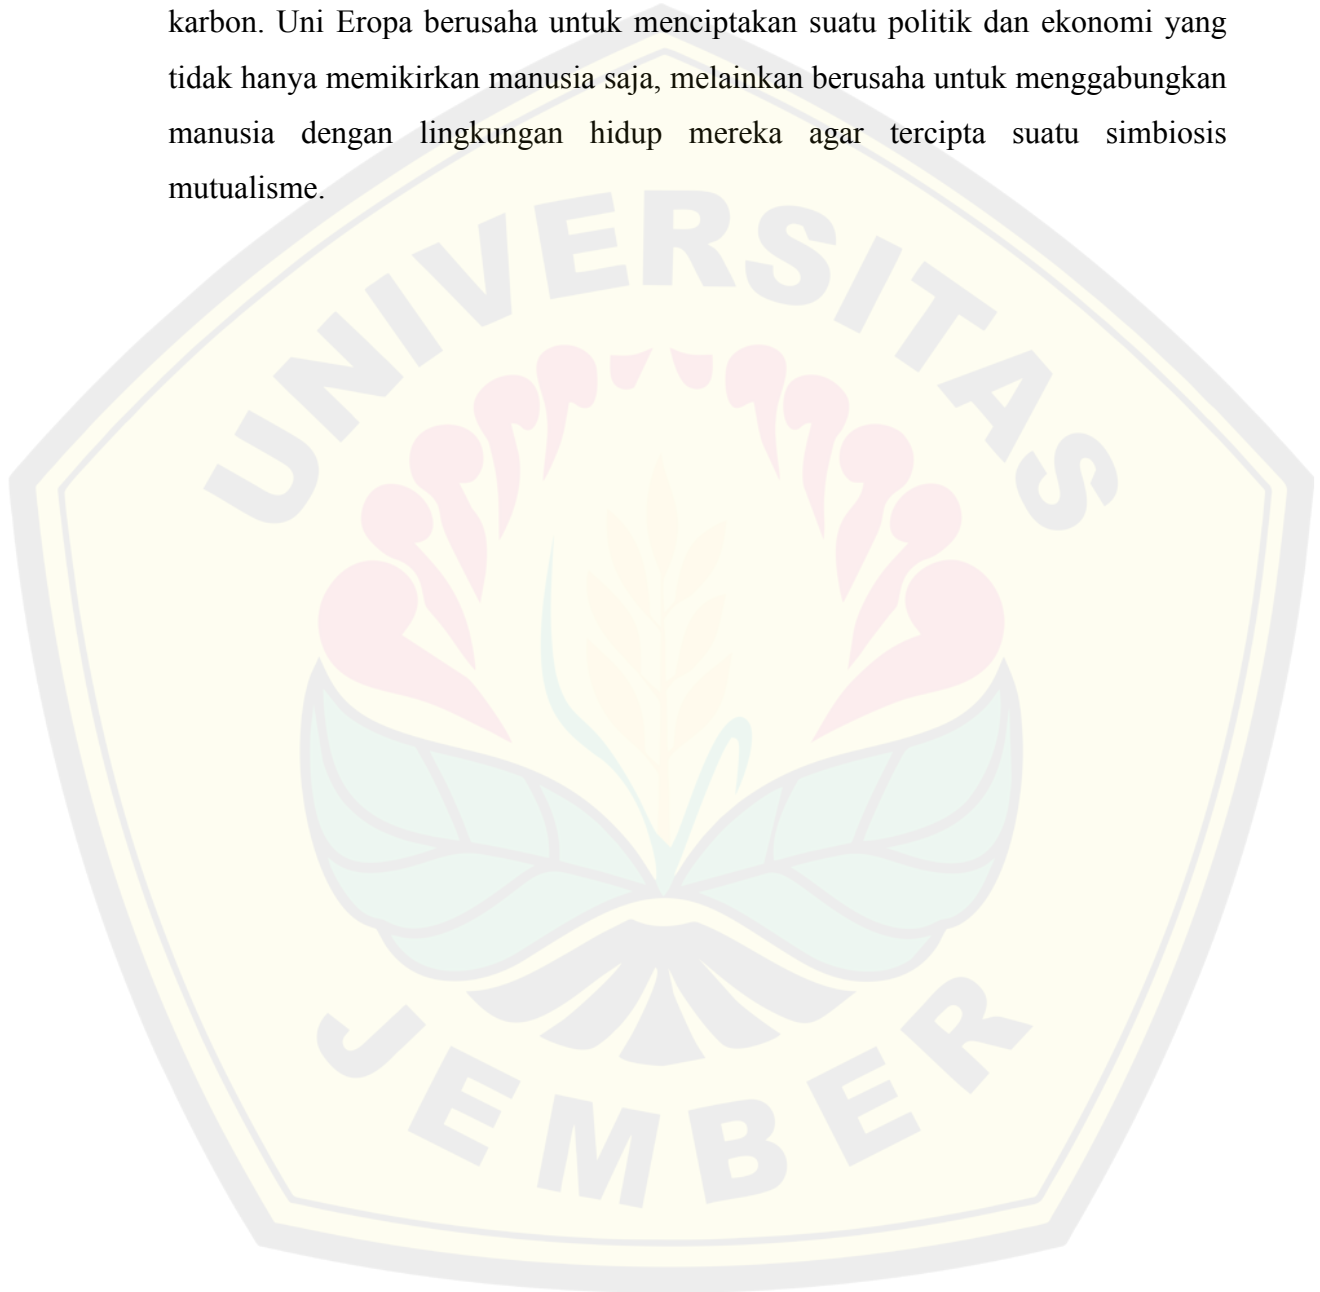 karbon. Uni Eropa berusaha untuk menciptakan suatu politik dan ekonomi yang
tidak hanya memikirkan manusia saja, melainkan berusaha untuk menggabungkan
manusia dengan lingkungan hidup mereka agar tercipta suatu simbiosis
mutualisme.
UNIVERSITAS
JEMBER